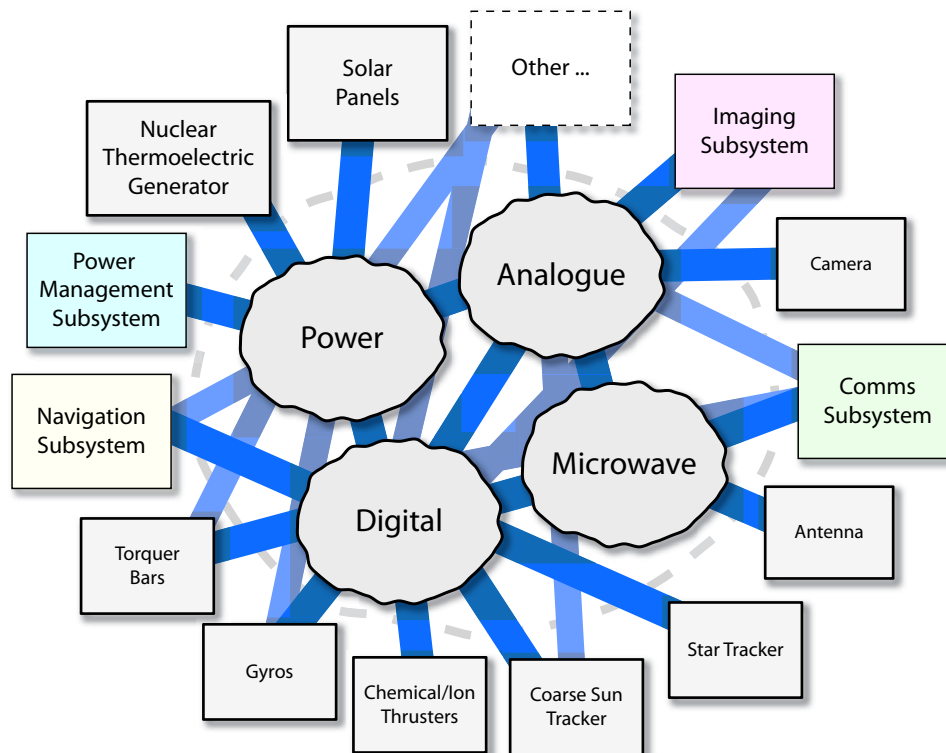 Solar
Panels
Other ...
Imaging
Subsystem
Nuclear
Thermoelectric
Generator
Power
Management
Subsystem
Analogue
Camera
Power
Navigation
Subsystem
Comms
Subsystem
Microwave
Digital
Antenna
Torquer
Bars
Gyros
Chemical/Ion
Thrusters
Coarse Sun
Tracker
Star Tracker